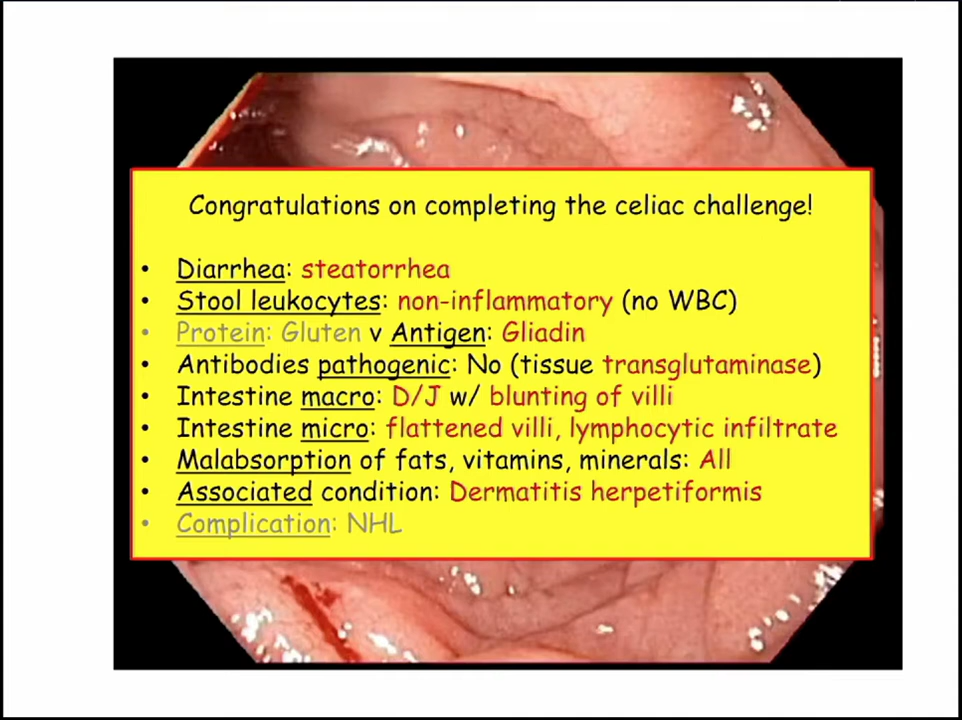 Congratulations on completing the celiac challenge!
• Diarrhea: steatorrhea
• Stool leukocytes: non-inflammatory (no WBC)
• Protein: Gluten v Antigen: Gliadin
• Antibodies pathogenic: No (tissue transglutaminase)
• Intestine macro: D/J w/ blunting of villi
• Intestine micro: flattened villi, lymphocytic infiltrate
• Malabsorption of fats, vitamins, minerals: All
• Associated condition: Dermatitis herpetiformis
• Complication: NHL